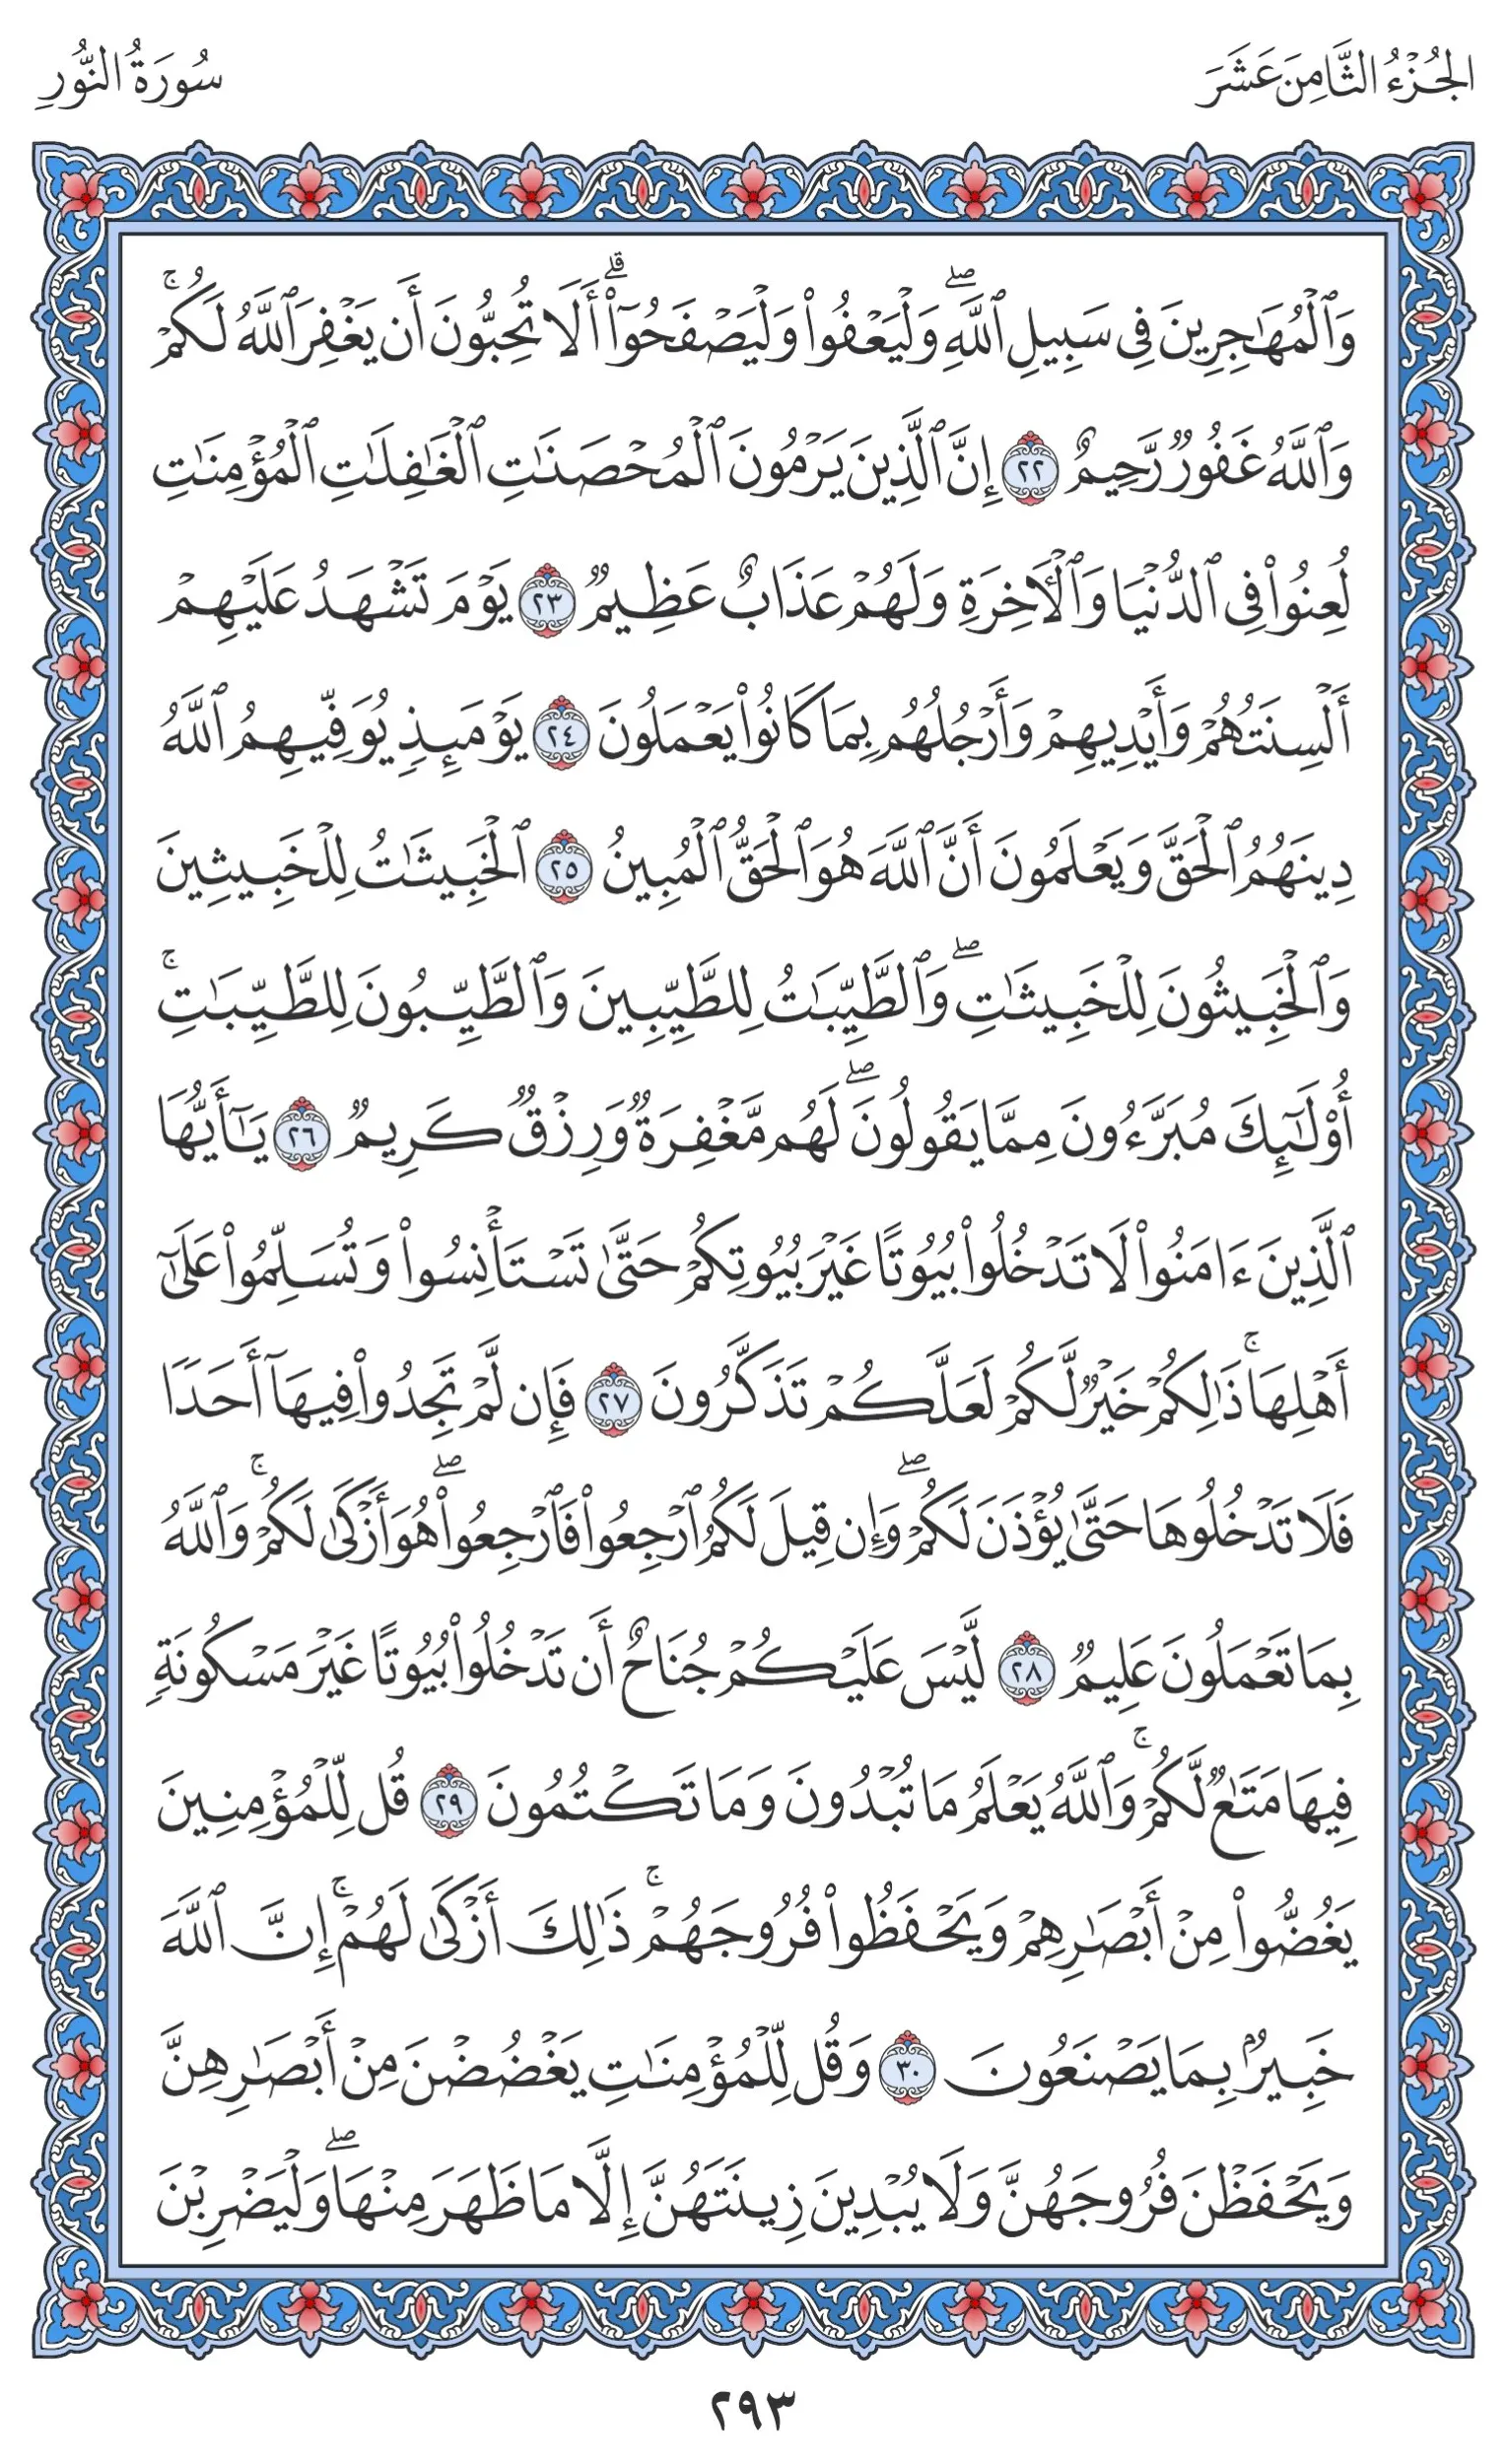 الجُزْءُ الثَّامِنَ عَشَرَ
سُورَةُ النُّورِ
وَٱلْمُهَٰجِرِينَ فِى سَبِيلِ ٱللَّهِۖ وَلْيَعْفُوا۟ وَلْيَصْفَحُوٓا۟ۗ أَلَا تُحِبُّونَ أَن يَغْفِرَ ٱللَّهُ لَكُمْۚ
وَٱللَّهُ غَفُورٌ رَّحِيمٌ ٢٢ إِنَّ ٱلَّذِينَ يَرْمُونَ ٱلْمُحْصَنَٰتِ ٱلْغَٰفِلَٰتِ ٱلْمُؤْمِنَٰتِ
لُعِنُوا۟ فِى ٱلدُّنْيَا وَٱلْأٓخِرَةِ وَلَهُمْ عَذَابٌ عَظِيمٌ ٢٣ يَوْمَ تَشْهَدُ عَلَيْهِمْ
أَلْسِنَتُهُمْ وَأَيْدِيهِمْ وَأَرْجُلُهُم بِمَا كَانُوا۟ يَعْمَلُونَ ٢٤ يَوْمَئِذٍ يُوَفِّيهِمُ ٱللَّهُ
دِينَهُمُ ٱلْحَقَّ وَيَعْلَمُونَ أَنَّ ٱللَّهَ هُوَ ٱلْحَقُّ ٱلْمُبِينُ ٢٥ ٱلْخَبِيثَٰتُ لِلْخَبِيثِينَ
وَٱلْخَبِيثُونَ لِلْخَبِيثَٰتِۖ وَٱلطَّيِّبَٰتُ لِلطَّيِّبِينَ وَٱلطَّيِّبُونَ لِلطَّيِّبَٰتِۚ
أُو۟لَٰٓئِكَ مُبَرَّءُونَ مِمَّا يَقُولُونَۖ لَهُم مَّغْفِرَةٌ وَرِزْقٌ كَرِيمٌ ٢٦ يَٰٓأَيُّهَا
ٱلَّذِينَ ءَامَنُوا۟ لَا تَدْخُلُوا۟ بُيُوتًا غَيْرَ بُيُوتِكُمْ حَتَّىٰ تَسْتَأْنِسُوا۟ وَتُسَلِّمُوا۟ عَلَىٰٓ
أَهْلِهَاۚ ذَٰلِكُمْ خَيْرٌ لَّكُمْ لَعَلَّكُمْ تَذَكَّرُونَ ٢٧ فَإِن لَّمْ تَجِدُوا۟ فِيهَآ أَحَدًا
فَلَا تَدْخُلُوهَا حَتَّىٰ يُؤْذَنَ لَكُمْۖ وَإِن قِيلَ لَكُمُ ٱرْجِعُوا۟ فَٱرْجِعُوا۟ۖ هُوَ أَزْكَىٰ لَكُمْۚ وَٱللَّهُ
بِمَا تَعْمَلُونَ عَلِيمٌ ٢٨ لَّيْسَ عَلَيْكُمْ جُنَاحٌ أَن تَدْخُلُوا۟ بُيُوتًا غَيْرَ مَسْكُونَةٍ
فِيهَا مَتَٰعٌ لَّكُمْۚ وَٱللَّهُ يَعْلَمُ مَا تُبْدُونَ وَمَا تَكْتُمُونَ ٢٩ قُل لِّلْمُؤْمِنِينَ
يَغُضُّوا۟ مِنْ أَبْصَٰرِهِمْ وَيَحْفَظُوا۟ فُرُوجَهُمْۚ ذَٰلِكَ أَزْكَىٰ لَهُمْۚ إِنَّ ٱللَّهَ
خَبِيرٌۢ بِمَا يَصْنَعُونَ ٣٠ وَقُل لِّلْمُؤْمِنَٰتِ يَغْضُضْنَ مِنْ أَبْصَٰرِهِنَّ
وَيَحْفَظْنَ فُرُوجَهُنَّ وَلَا يُبْدِينَ زِينَتَهُنَّ إِلَّا مَا ظَهَرَ مِنْهَاۖ وَلْيَضْرِبْنَ
٢٩٣